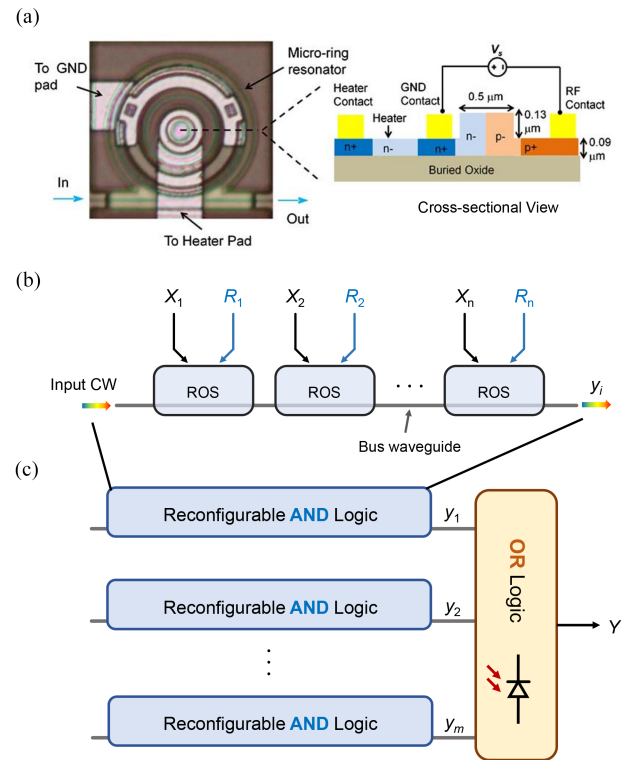 (a)
To GND
pad
Micro-ring
resonator
In
Out
To Heater Pad
Vs
Heater
Contact
GND
Contact
0.5 μm
RF
Contact
Heater
0.13
μm
n+
n-
n+
n-
p-
p+
0.09
μm
Buried Oxide
Cross-sectional View
(b)
X1 R1 X2 R2 Xn Rn
Input CW ROS ROS · · · ROS yi
Bus waveguide
(c)
Reconfigurable AND Logic y1
Reconfigurable AND Logic y2
Reconfigurable AND Logic ym
OR Logic
Y